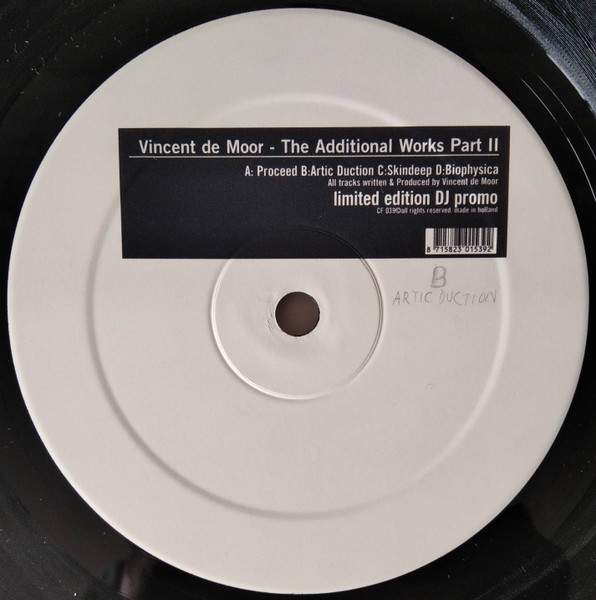 Vincent de Moor - The Additional Works Part II
A: Proceed B:Artic Duction C:Skindeep D:Biophysica
All tracks written & Produced by Vincent de Moor
limited edition DJ promo
CF 039©all rights reserved. made in holland
8 715823 015392
B
ARTIC DUCTION